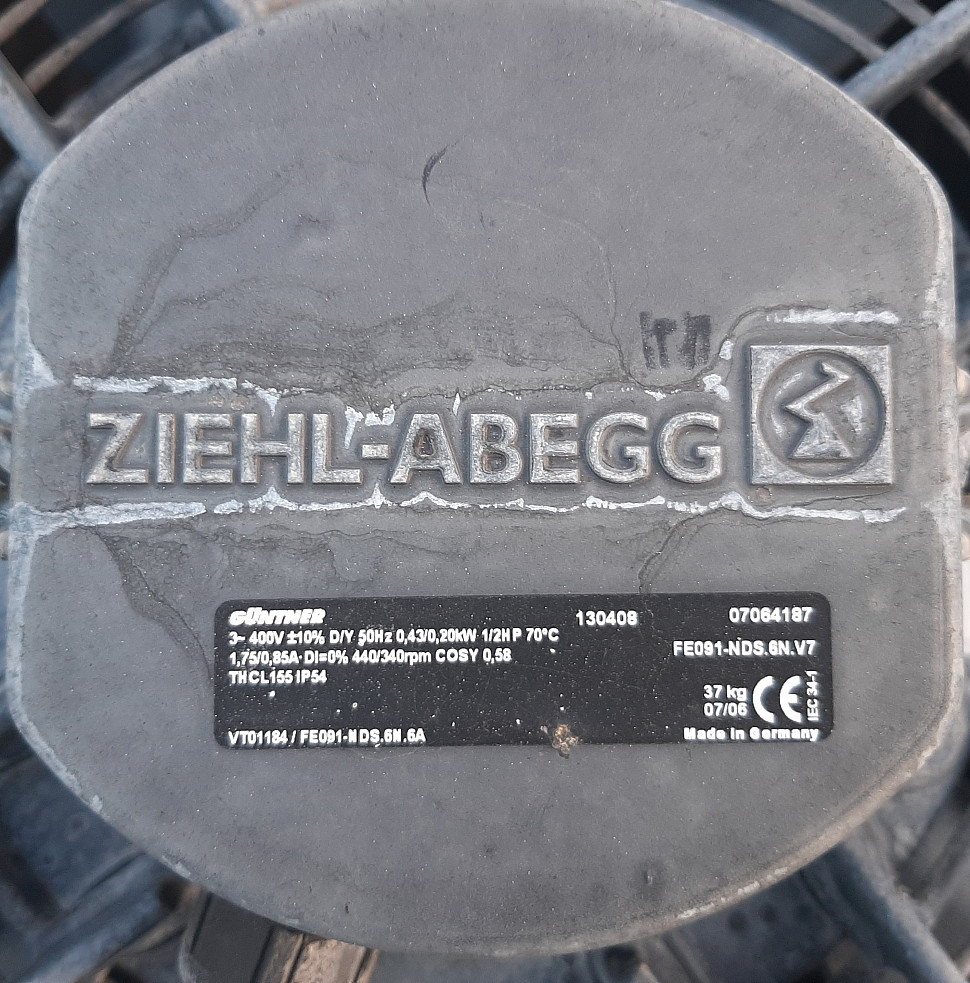 ZIEHL-ABEGG
GÜNTNER 130408 07064187
3~ 400V ±10% D/Y 50Hz 0,43/0,20kW 1/2HP 70°C
1,75/0,85A DI=0% 440/340rpm COSY 0,58
FE091-NDS.6N.V7
THCL155 IP54
37 kg
07/06
CE
IEC 34-1
VT01184 / FE091-NDS.6N.6A
Made in Germany